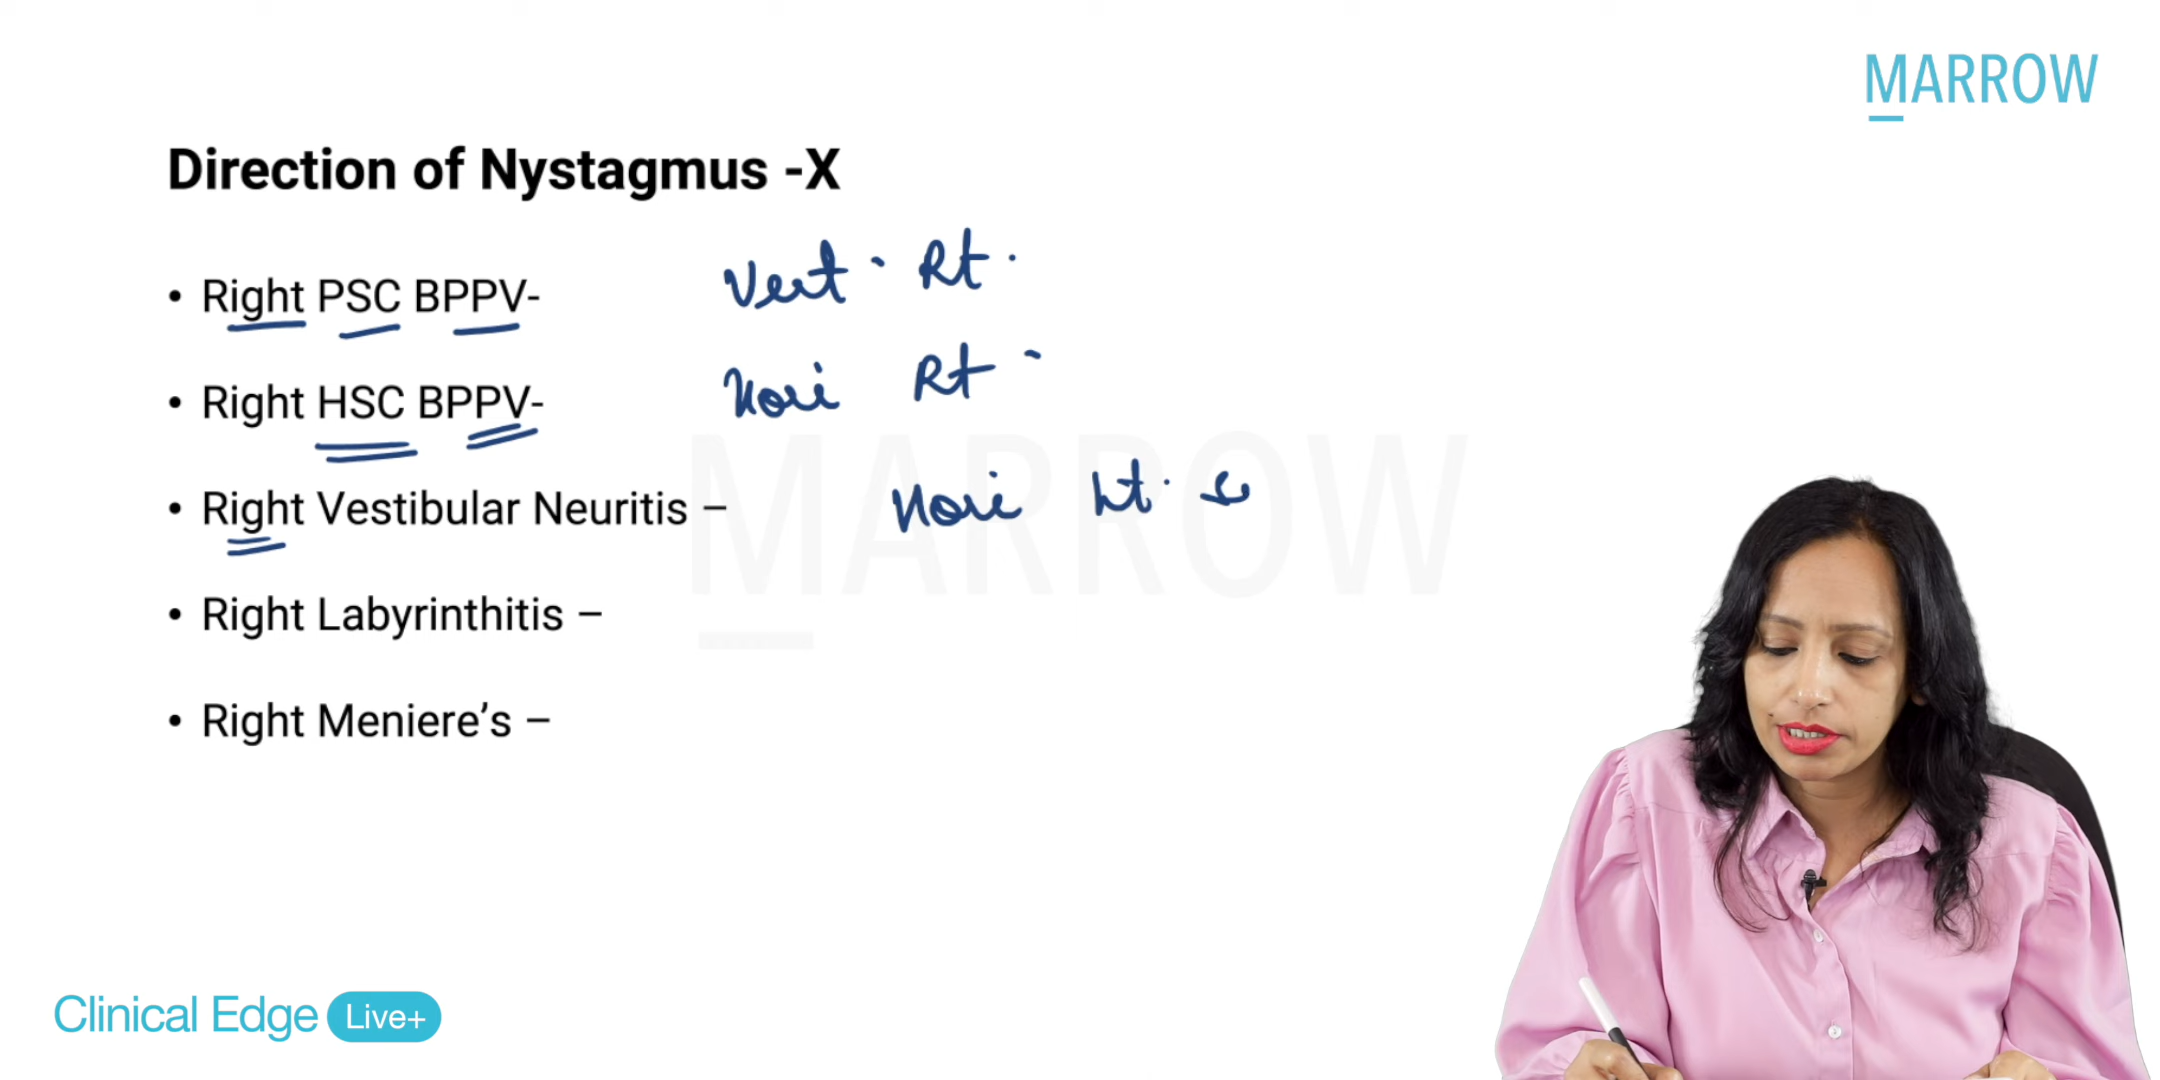 MARROW
Direction of Nystagmus -X
• Right PSC BPPV- Vert. Rt.
• Right HSC BPPV- Hori Rt.
• Right Vestibular Neuritis – Hori Lt.
• Right Labyrinthitis –
• Right Meniere’s –
MARROW
Clinical Edge Live+